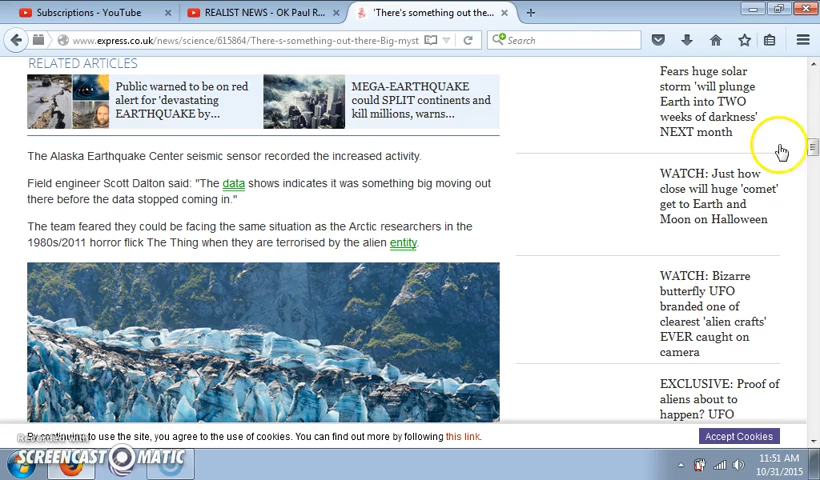 Subscriptions - YouTube
REALIST NEWS - OK Paul R...
'There's something out the...
www.express.co.uk/news/science/615864/There-s-something-out-there-Big-myst
Search
RELATED ARTICLES
Public warned to be on red
alert for 'devastating
EARTHQUAKE by...
MEGA-EARTHQUAKE
could SPLIT continents and
kill millions, warns...
The Alaska Earthquake Center seismic sensor recorded the increased activity.
Field engineer Scott Dalton said: "The data shows indicates it was something big moving out
there before the data stopped coming in."
The team feared they could be facing the same situation as the Arctic researchers in the
1980s/2011 horror flick The Thing when they are terrorised by the alien entity.
Fears huge solar
storm 'will plunge
Earth into TWO
weeks of darkness'
NEXT month
WATCH: Just how
close will huge 'comet'
get to Earth and
Moon on Halloween
WATCH: Bizarre
butterfly UFO
branded one of
clearest 'alien crafts'
EVER caught on
camera
EXCLUSIVE: Proof of
aliens about to
happen? UFO
By continuing to use the site, you agree to the use of cookies. You can find out more by following this link.
Accept Cookies
Recorded with
SCREENCAST MATIC
11:51 AM
10/31/2015